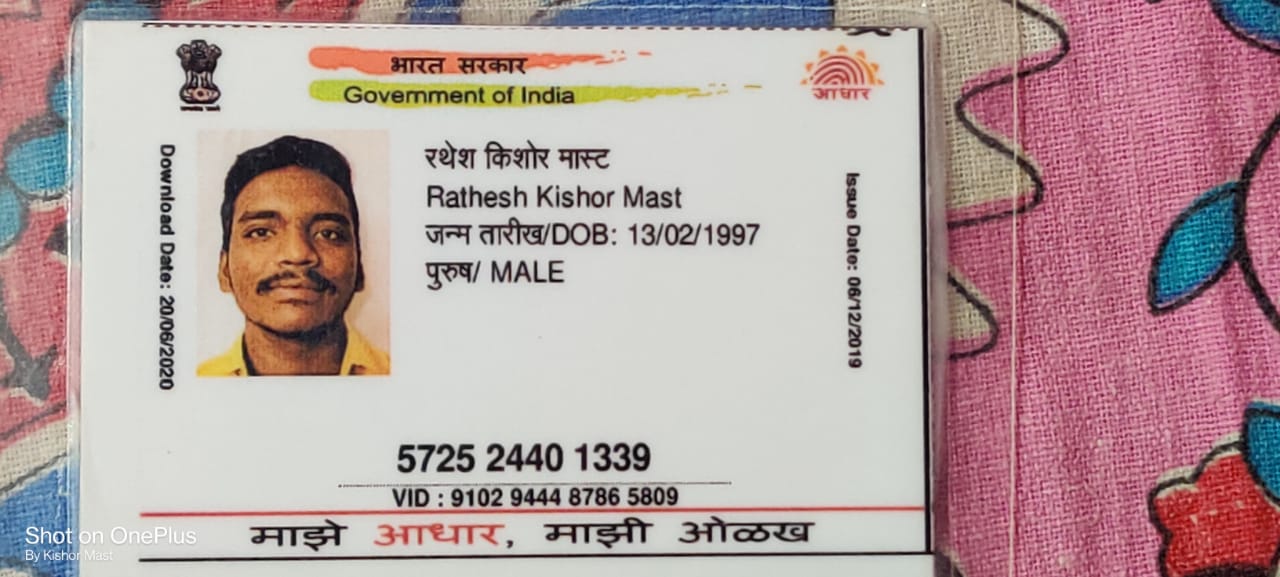 भारत सरकार
Government of India
आधार
Download Date: 20/06/2020
रथेश किशोर मास्ट
Rathesh Kishor Mast
जन्म तारीख/DOB: 13/02/1997
पुरुष/ MALE
Issue Date: 06/12/2019
5725 2440 1339
VID : 9102 9444 8786 5809
माझे आधार, माझी ओळख
Shot on OnePlus
By Kishor Mast